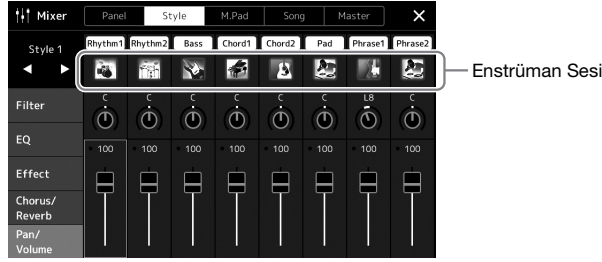 Mixer Panel Style M.Pad Song Master ×
Style 1 Rhythm1 Rhythm2 Bass Chord1 Chord2 Pad Phrase1 Phrase2
Enstrüman Sesi
Filter C C C C C C L8 C
EQ 100 100 100 100 100 100 100 100
Effect
Chorus/
Reverb
Pan/
Volume